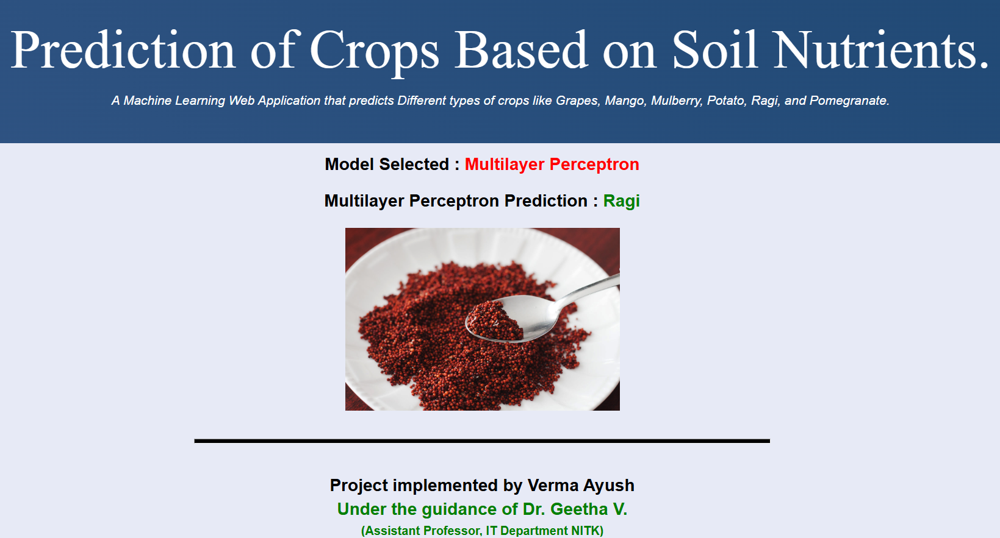 Prediction of Crops Based on Soil Nutrients.
A Machine Learning Web Application that predicts Different types of crops like Grapes, Mango, Mulberry, Potato, Ragi, and Pomegranate.
Model Selected : Multilayer Perceptron
Multilayer Perceptron Prediction : Ragi
Project implemented by Verma Ayush
Under the guidance of Dr. Geetha V.
(Assistant Professor, IT Department NITK)